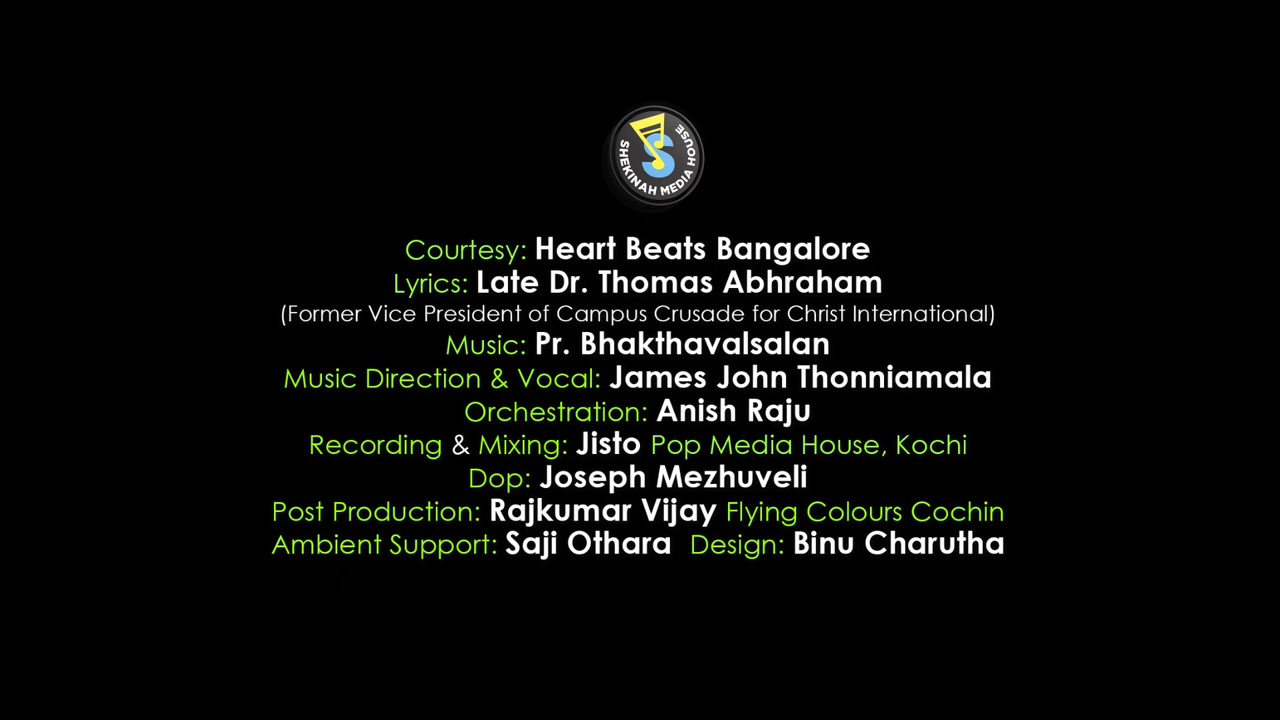 SHEKINAH MEDIA HOUSE
S
Courtesy: Heart Beats Bangalore
Lyrics: Late Dr. Thomas Abhraham
(Former Vice President of Campus Crusade for Christ International)
Music: Pr. Bhakthavalsalan
Music Direction & Vocal: James John Thonniamala
Orchestration: Anish Raju
Recording & Mixing: Jisto Pop Media House, Kochi
Dop: Joseph Mezhuveli
Post Production: Rajkumar Vijay Flying Colours Cochin
Ambient Support: Saji Othara Design: Binu Charutha